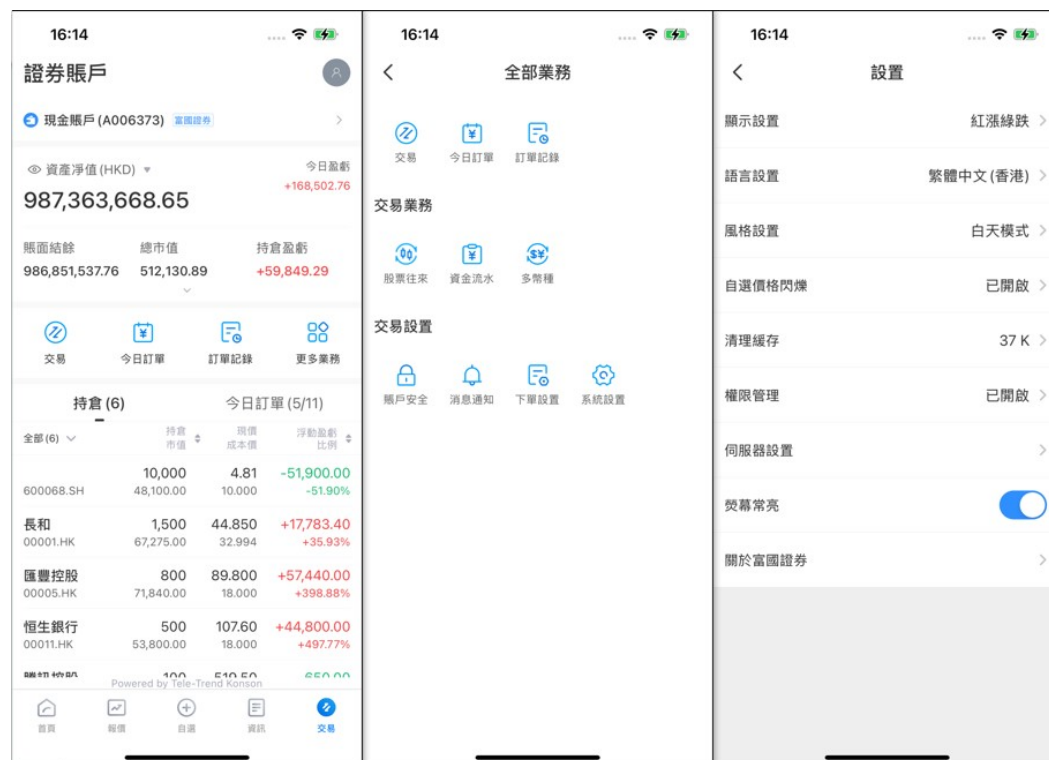 16:14
證券賬戶
現金賬戶 (A006373) 富國證券
資產淨值 (HKD)
今日盈虧
987,363,668.65
+168,502.76
賬面結餘 總市值 持倉盈虧
986,851,537.76 512,130.89 +59,849.29
交易 今日訂單 訂單記錄 更多業務
持倉 (6) 今日訂單 (5/11)
全部 (6)
持倉 現價 浮動盈虧
市值 成本價 比例
10,000 4.81 -51,900.00
600068.SH 48,100.00 10.000 -51.90%
長和 1,500 44.850 +17,783.40
00001.HK 67,275.00 32.994 +35.93%
匯豐控股 800 89.800 +57,440.00
00005.HK 71,840.00 18.000 +398.88%
恒生銀行 500 107.60 +44,800.00
00011.HK 53,800.00 18.000 +497.77%
騰訊控股 100 519.50 650.00
Powered by Tele-Trend Konson
首頁 報價 自選 資訊 交易
16:14
全部業務
交易 今日訂單 訂單記錄
交易業務
股票往來 資金流水 多幣種
交易設置
賬戶安全 消息通知 下單設置 系統設置
16:14
設置
顯示設置 紅漲綠跌
語言設置 繁體中文 (香港)
風格設置 白天模式
自選價格閃爍 已開啟
清理緩存 37 K
權限管理 已開啟
伺服器設置
熒幕常亮
關於富國證券